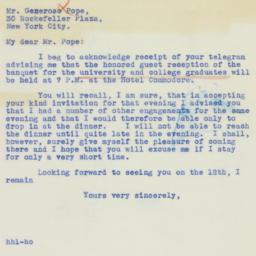 Mr. Generoso Pope,
30 Rockefeller Plaza,
New York City.
My dear Mr. Pope:
I beg to acknowledge receipt of your telegram
advising me that the honored guest reception of the
banquet for the university and college graduates will
be held at 9 P.M. at the Hotel Commodore.
You will recall, I am sure, that in accepting
your kind invitation for that evening I advised you
that I had a number of other engagements for the same
evening and that I would therefore be able only to
drop in at the dinner. I will not be able to reach
the dinner until quite late in the evening. I shall,
however, surely give myself the pleasure of coming
there and I hope that you will excuse me if I stay
for only a very short time.
Looking forward to seeing you on the 12th, I
remain
Yours very sincerely,
hhl-ho